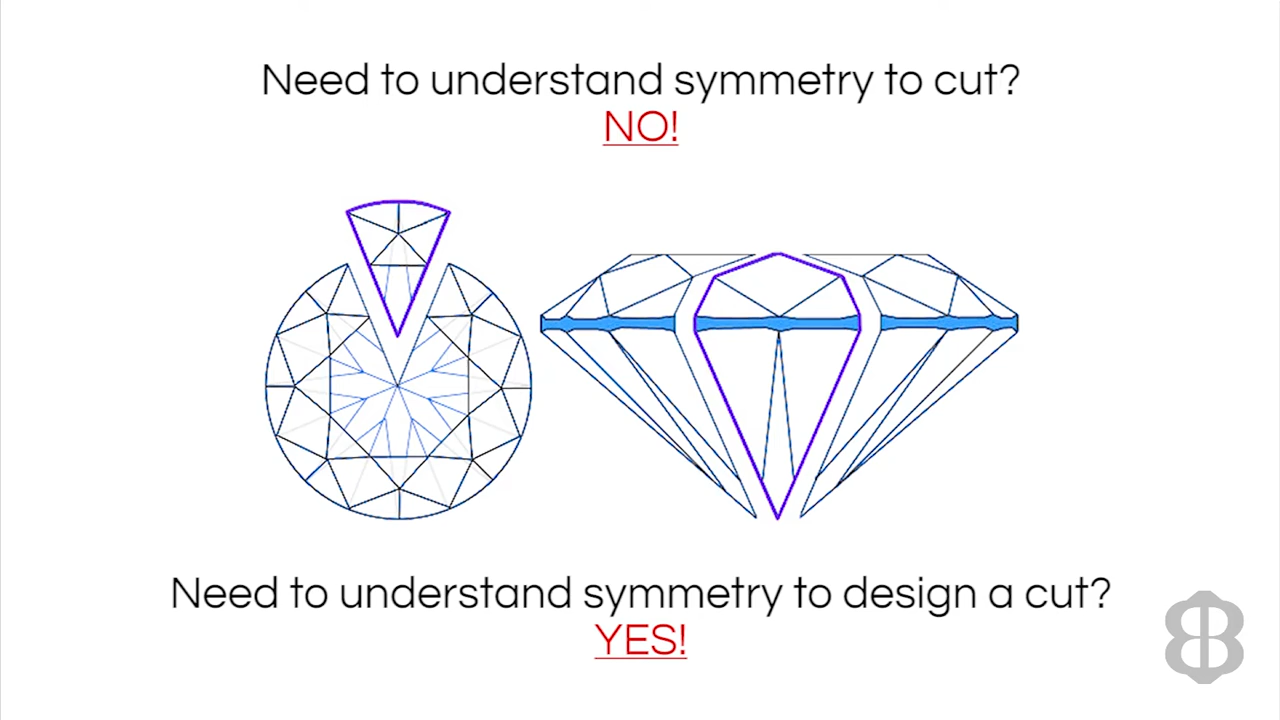 Need to understand symmetry to cut?
NO!
Need to understand symmetry to design a cut?
YES!